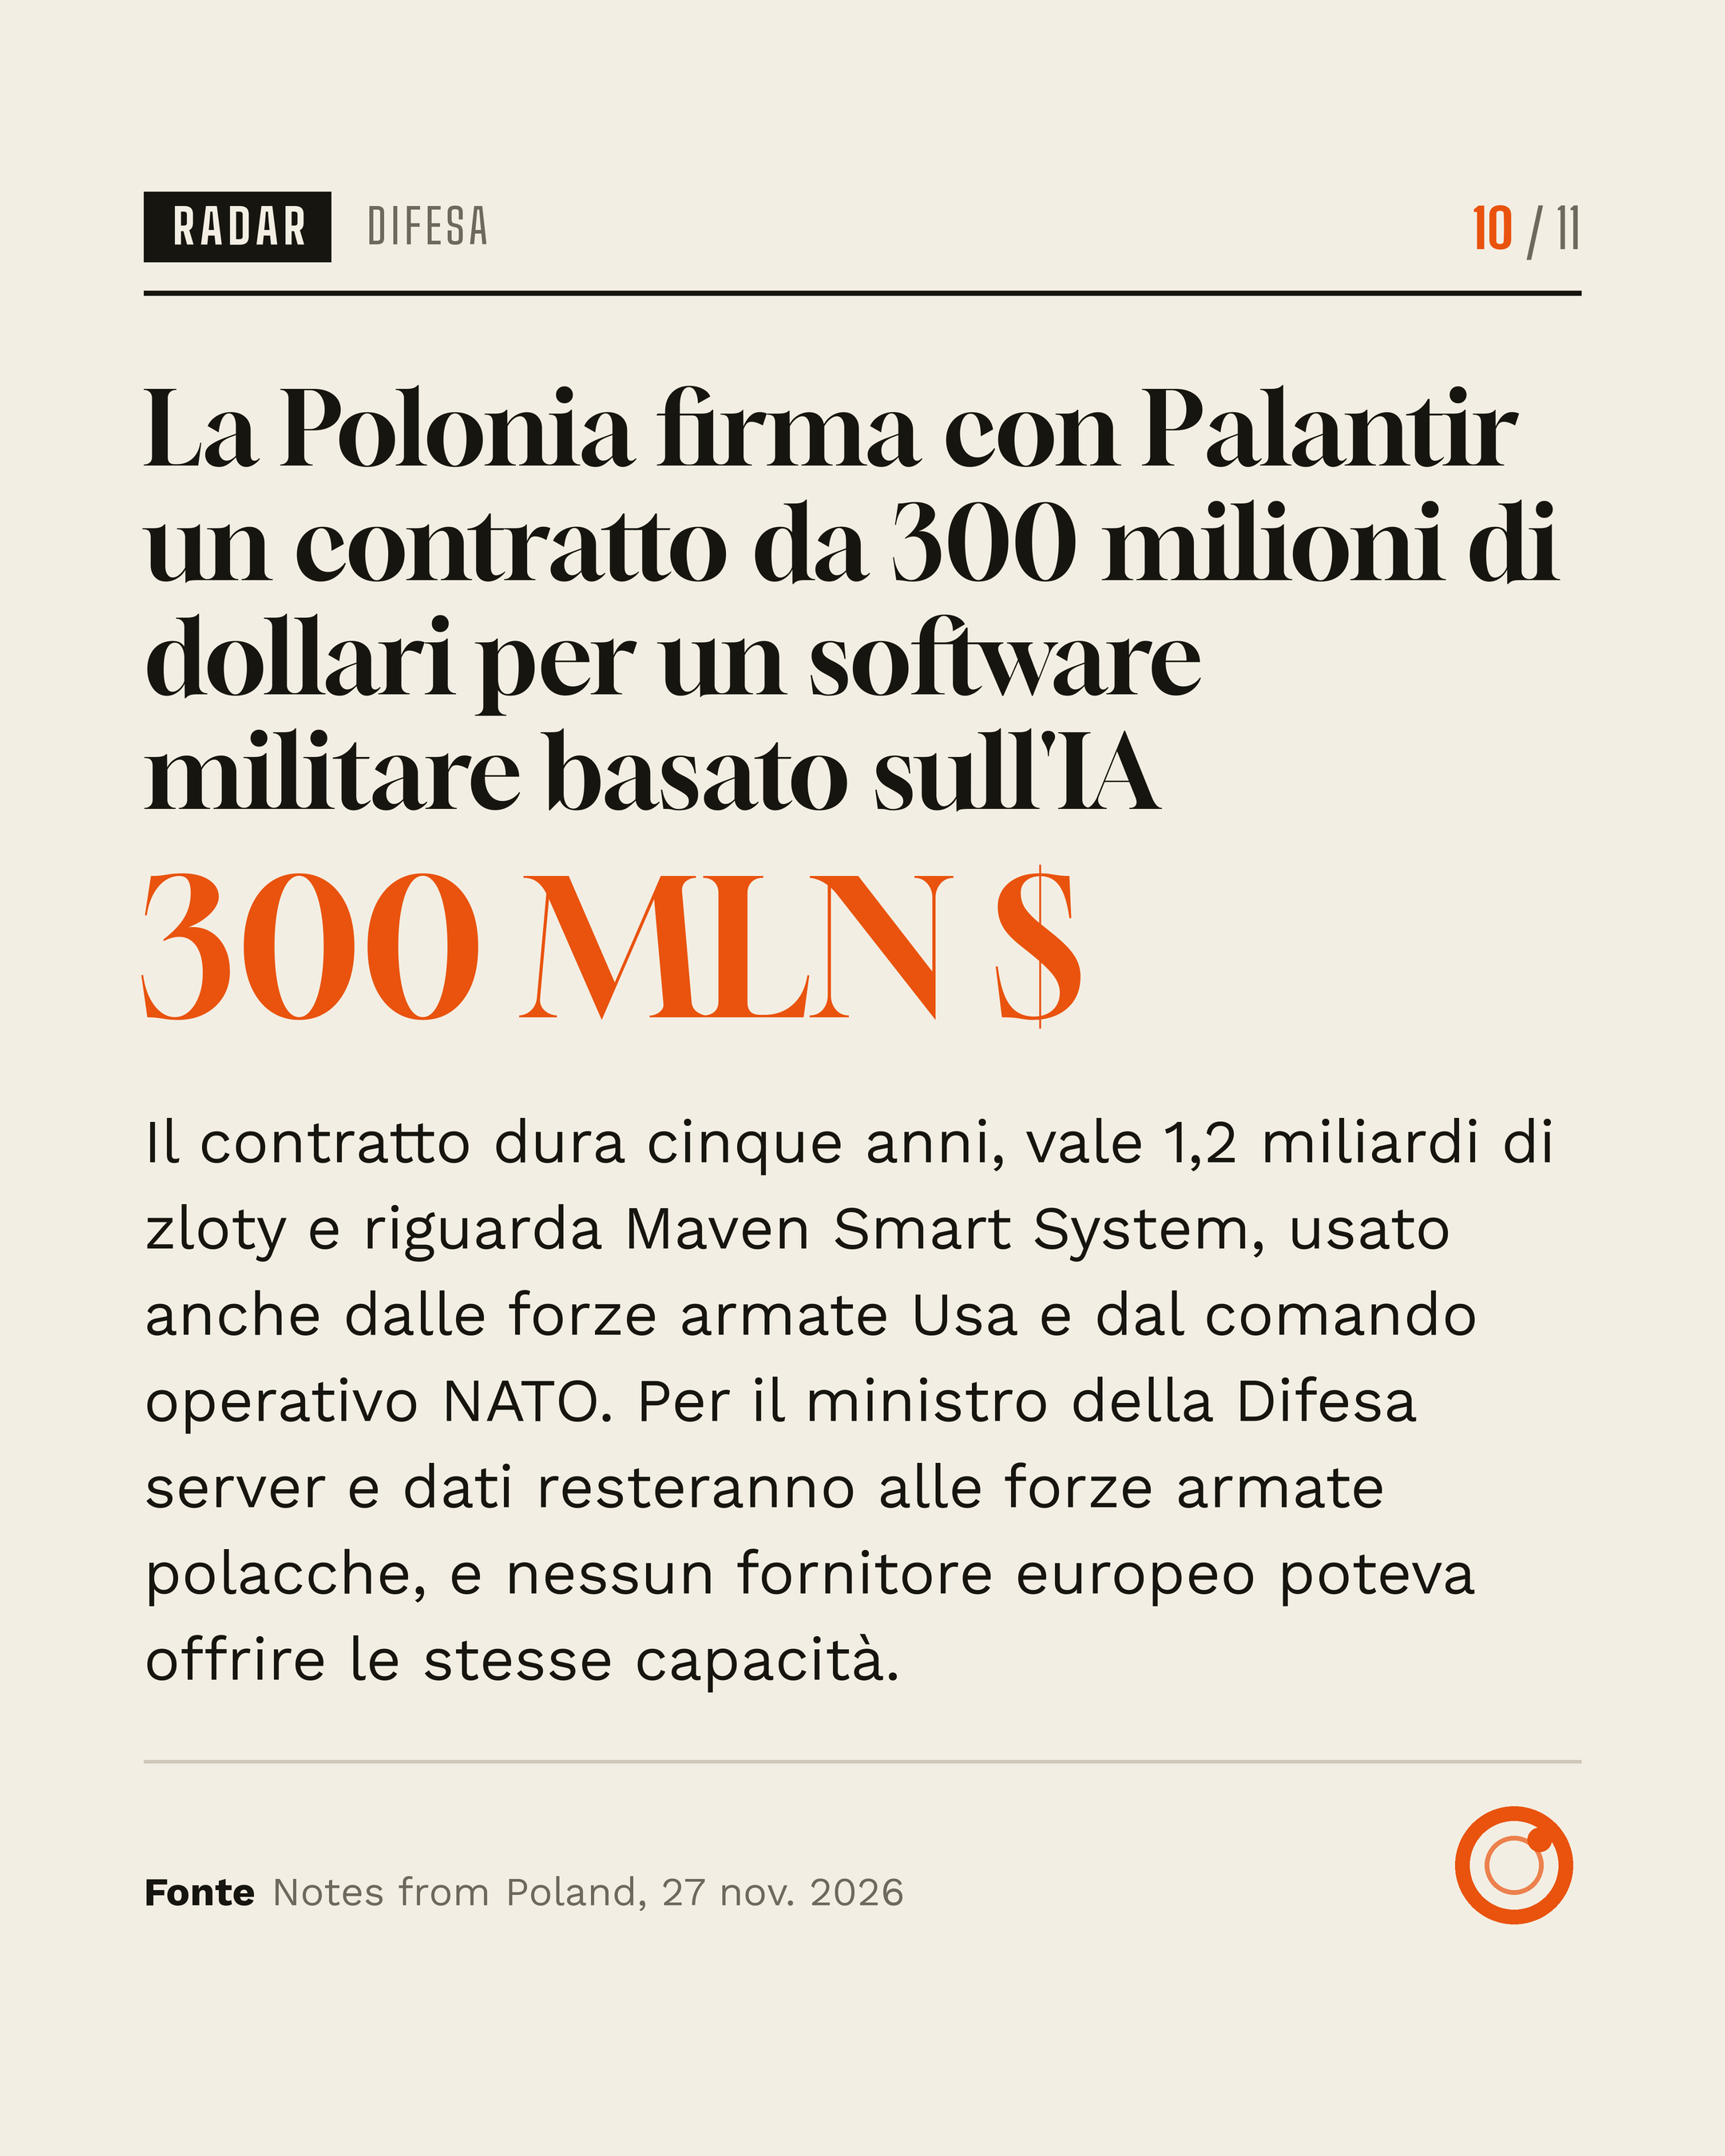 RADAR DIFESA 10 / 11
La Polonia firma con Palantir
un contratto da 300 milioni di
dollari per un software
militare basato sull'IA
300 MLN $
Il contratto dura cinque anni, vale 1,2 miliardi di
zloty e riguarda Maven Smart System, usato
anche dalle forze armate Usa e dal comando
operativo NATO. Per il ministro della Difesa
server e dati resteranno alle forze armate
polacche, e nessun fornitore europeo poteva
offrire le stesse capacità.
Fonte Notes from Poland, 27 nov. 2026